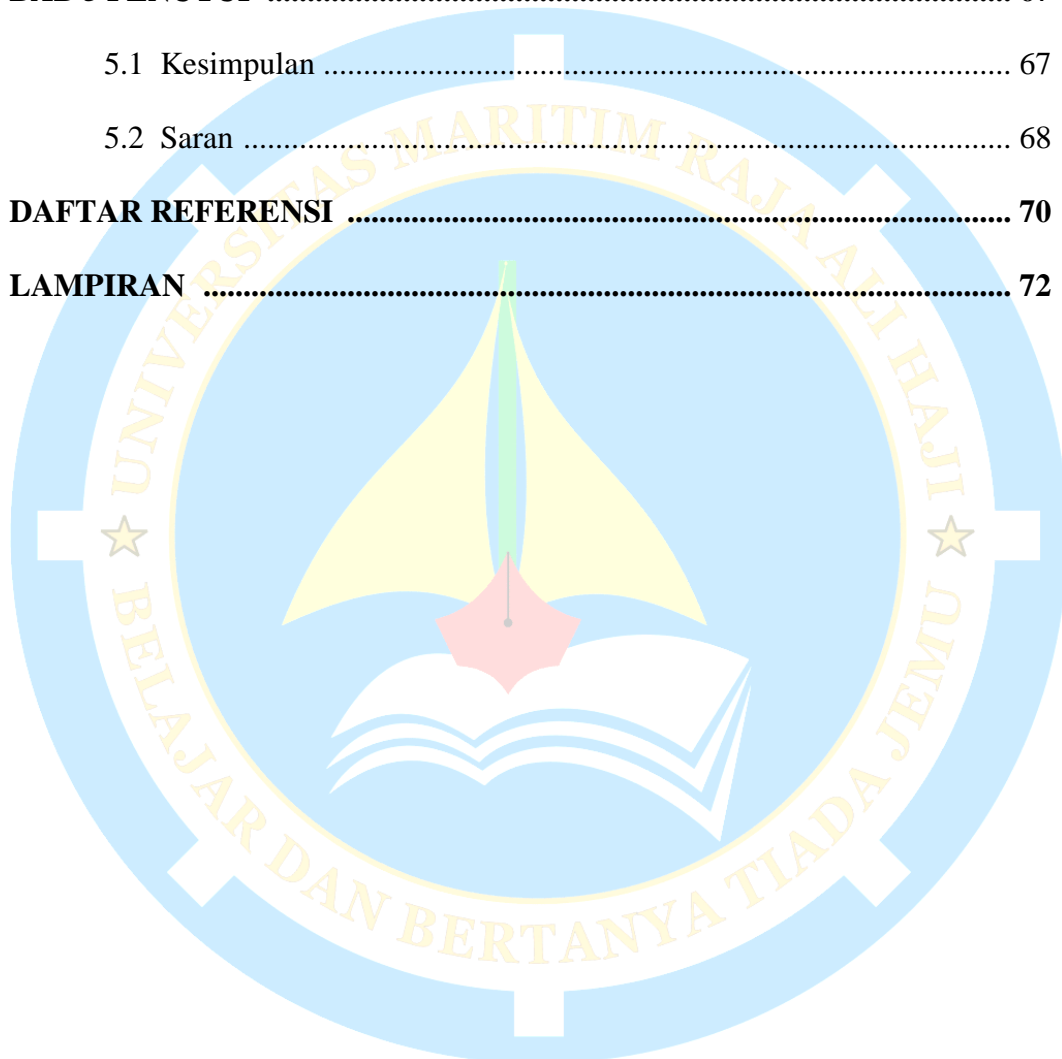 5.1 Kesimpulan ........................................................................ 67
5.2 Saran ................................................................................ 68
DAFTAR REFERENSI ..................................................................... 70
LAMPIRAN ..................................................................................... 72
UNIVERSITAS MARITIM RAJA ALI HAJI
BELAJAR DAN BERTANYA TIADA JEMU